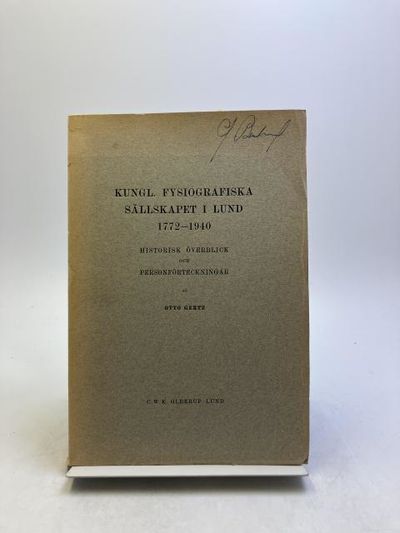 KUNGL. FYSIOGRAFISKA
SÄLLSKAPET I LUND
1772–1940
HISTORISK ÖVERBLICK
OCH
PERSONFÖRTECKNINGAR
AV
OTTO GERTZ
C. W. K. GLEERUP, LUND